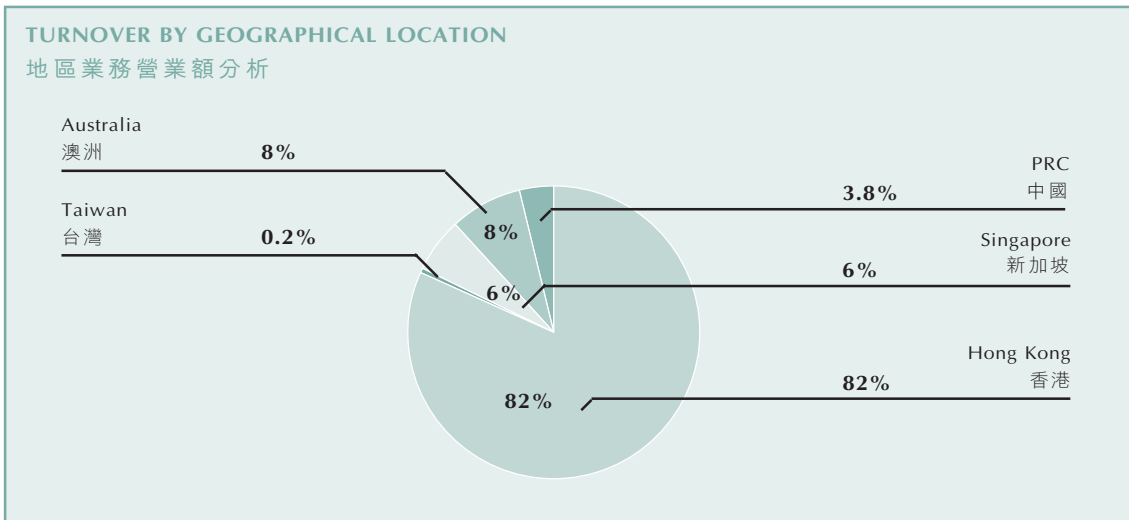 TURNOVER BY GEOGRAPHICAL LOCATION
地區業務營業額分析
Australia
澳洲 8%
Taiwan
台灣 0.2%
PRC
3.8% 中國
Singapore
6% 新加坡
Hong Kong
82% 香港
8%
6%
82%